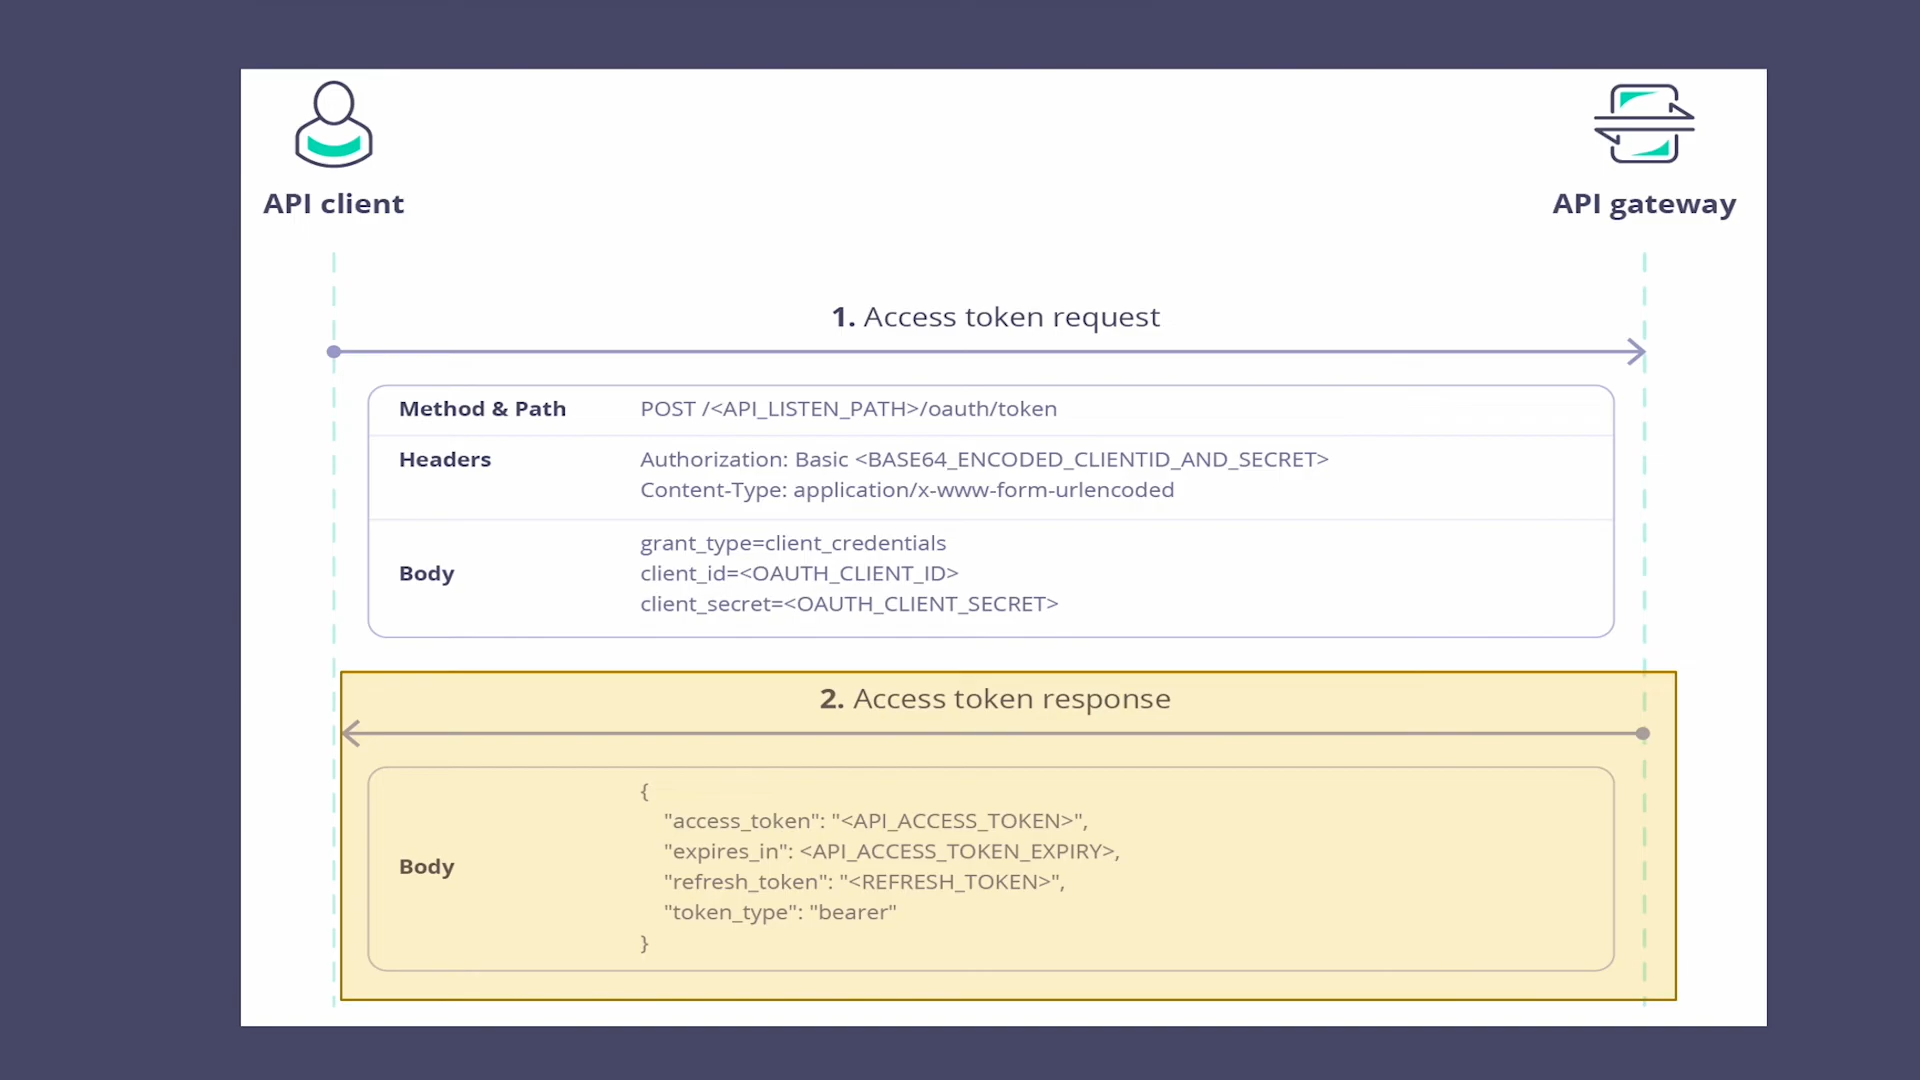 API client
API gateway
1. Access token request
Method & Path POST /<API_LISTEN_PATH>/oauth/token
Headers Authorization: Basic <BASE64_ENCODED_CLIENTID_AND_SECRET>
Content-Type: application/x-www-form-urlencoded
grant_type=client_credentials
Body client_id=<OAUTH_CLIENT_ID>
client_secret=<OAUTH_CLIENT_SECRET>
2. Access token response
{
"access_token": "<API_ACCESS_TOKEN>",
"expires_in": <API_ACCESS_TOKEN_EXPIRY>,
Body
"refresh_token": "<REFRESH_TOKEN>",
"token_type": "bearer"
}